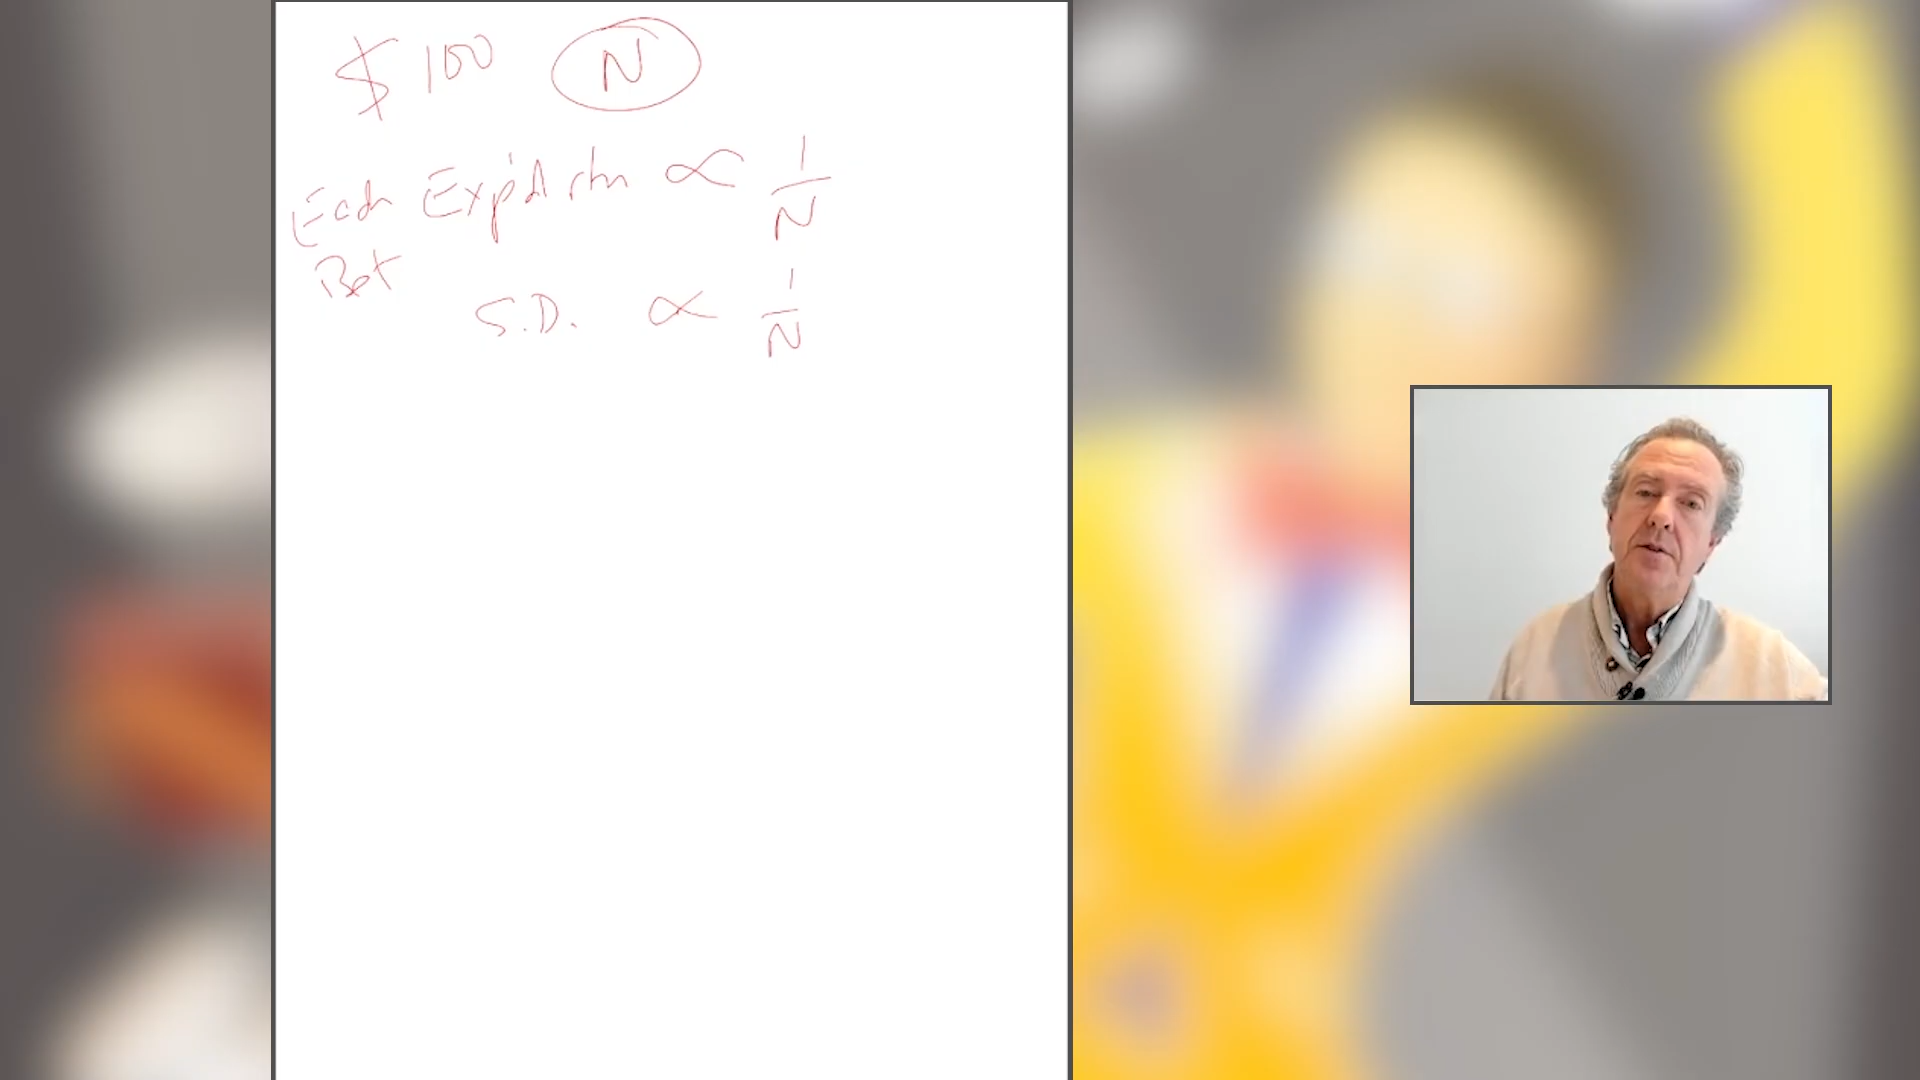 $100 N
Each Exp'd rtn ∝ 1/N
Bet
S.D. ∝ 1/N